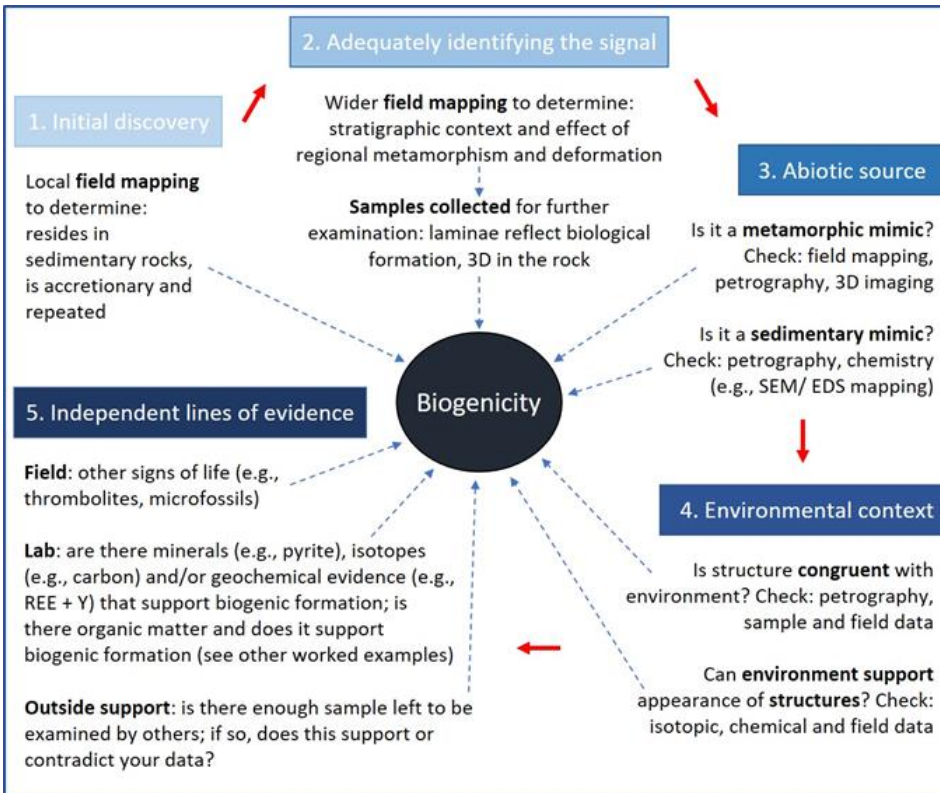 2. Adequately identifying the signal
1. Initial discovery
Wider field mapping to determine:
stratigraphic context and effect of
regional metamorphism and deformation
Samples collected for further
examination: laminae reflect biological
formation, 3D in the rock
Local field mapping
to determine:
resides in
sedimentary rocks,
is accretionary and
repeated
3. Abiotic source
Is it a metamorphic mimic?
Check: field mapping,
petrography, 3D imaging
Is it a sedimentary mimic?
Check: petrography, chemistry
(e.g., SEM/ EDS mapping)
Biogenicity
4. Environmental context
Is structure congruent with
environment? Check: petrography,
sample and field data
Can environment support
appearance of structures? Check:
isotopic, chemical and field data
5. Independent lines of evidence
Field: other signs of life (e.g.,
thrombolites, microfossils)
Lab: are there minerals (e.g., pyrite), isotopes
(e.g., carbon) and/or geochemical evidence (e.g.,
REE + Y) that support biogenic formation; is
there organic matter and does it support
biogenic formation (see other worked examples)
Outside support: is there enough sample left to be
examined by others; if so, does this support or
contradict your data?